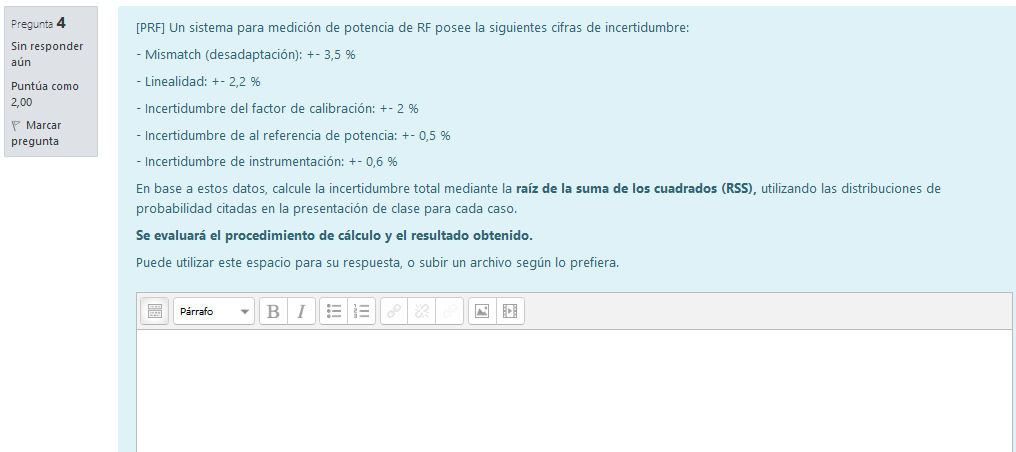 Pregunta 4
Sin responder
aún
Puntúa como
2,00
Marcar
pregunta
[PRF] Un sistema para medición de potencia de RF posee la siguientes cifras de incertidumbre:
- Mismatch (desadaptación): +- 3,5 %
- Linealidad: +- 2,2 %
- Incertidumbre del factor de calibración: +- 2 %
- Incertidumbre de al referencia de potencia: +- 0,5 %
- Incertidumbre de instrumentación: +- 0,6 %
En base a estos datos, calcule la incertidumbre total mediante la raíz de la suma de los cuadrados (RSS), utilizando las distribuciones de
probabilidad citadas en la presentación de clase para cada caso.
Se evaluará el procedimiento de cálculo y el resultado obtenido.
Puede utilizar este espacio para su respuesta, o subir un archivo según lo prefiera.
Párrafo B I